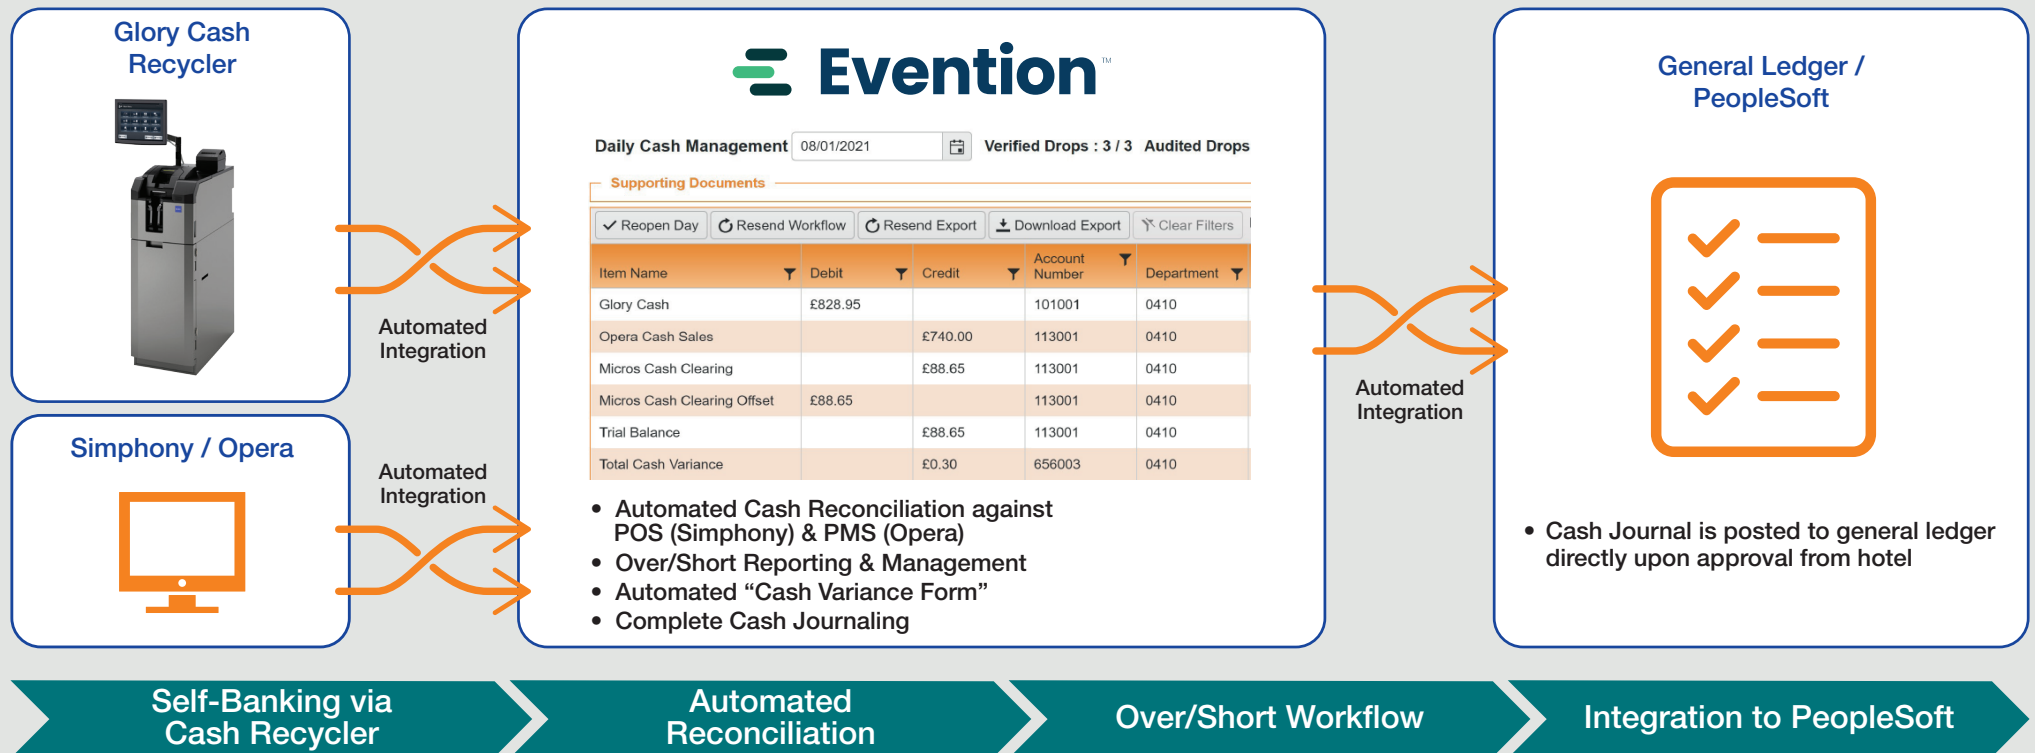 Glory Cash
Recycler
Automated
Integration
Simphony / Opera
Automated
Integration
Evention™
Daily Cash Management 08/01/2021 Verified Drops : 3 / 3 Audited Drops
Supporting Documents
Reopen Day Resend Workflow Resend Export Download Export Clear Filters
Item Name Debit Credit Account Number Department
Glory Cash £828.95 101001 0410
Opera Cash Sales £740.00 113001 0410
Micros Cash Clearing £88.65 113001 0410
Micros Cash Clearing Offset £88.65 113001 0410
Trial Balance £88.65 113001 0410
Total Cash Variance £0.30 656003 0410
• Automated Cash Reconciliation against
POS (Simphony) & PMS (Opera)
• Over/Short Reporting & Management
• Automated “Cash Variance Form”
• Complete Cash Journaling
Automated
Integration
General Ledger /
PeopleSoft
• Cash Journal is posted to general ledger
directly upon approval from hotel
Self-Banking via
Cash Recycler
Automated
Reconciliation
Over/Short Workflow
Integration to PeopleSoft